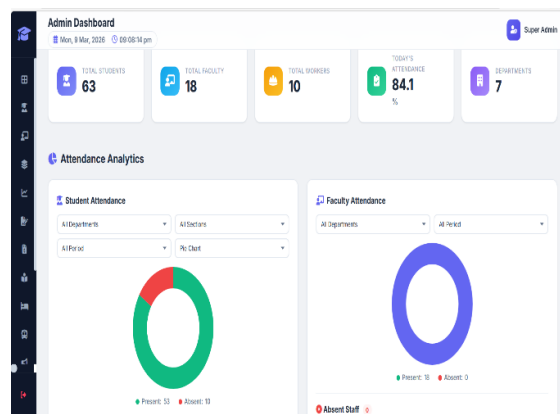 Admin Dashboard
Mon, 9 Mar, 2026 09:08:14 pm
Super Admin
TOTAL STUDENTS
63
TOTAL FACULTY
18
TOTAL WORKERS
10
TODAY'S
ATTENDANCE
84.1
%
DEPARTMENTS
7
Attendance Analytics
Student Attendance
All Departments
All Sections
All Period
Pie Chart
Present: 53 Absent: 10
Faculty Attendance
All Departments
All Period
Present: 18 Absent: 0
Absent Staff 0